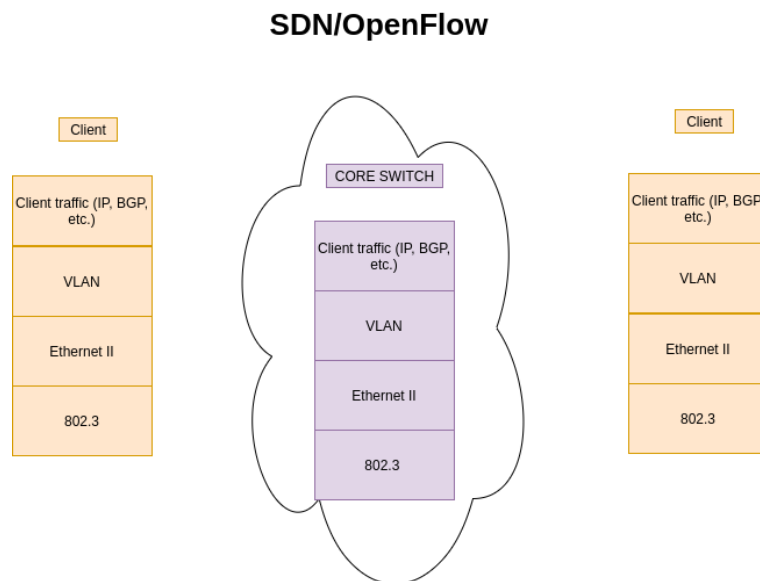 SDN/OpenFlow
Client
Client traffic (IP, BGP,
etc.)
VLAN
Ethernet II
802.3
CORE SWITCH
Client traffic (IP, BGP,
etc.)
VLAN
Ethernet II
802.3
Client
Client traffic (IP, BGP,
etc.)
VLAN
Ethernet II
802.3